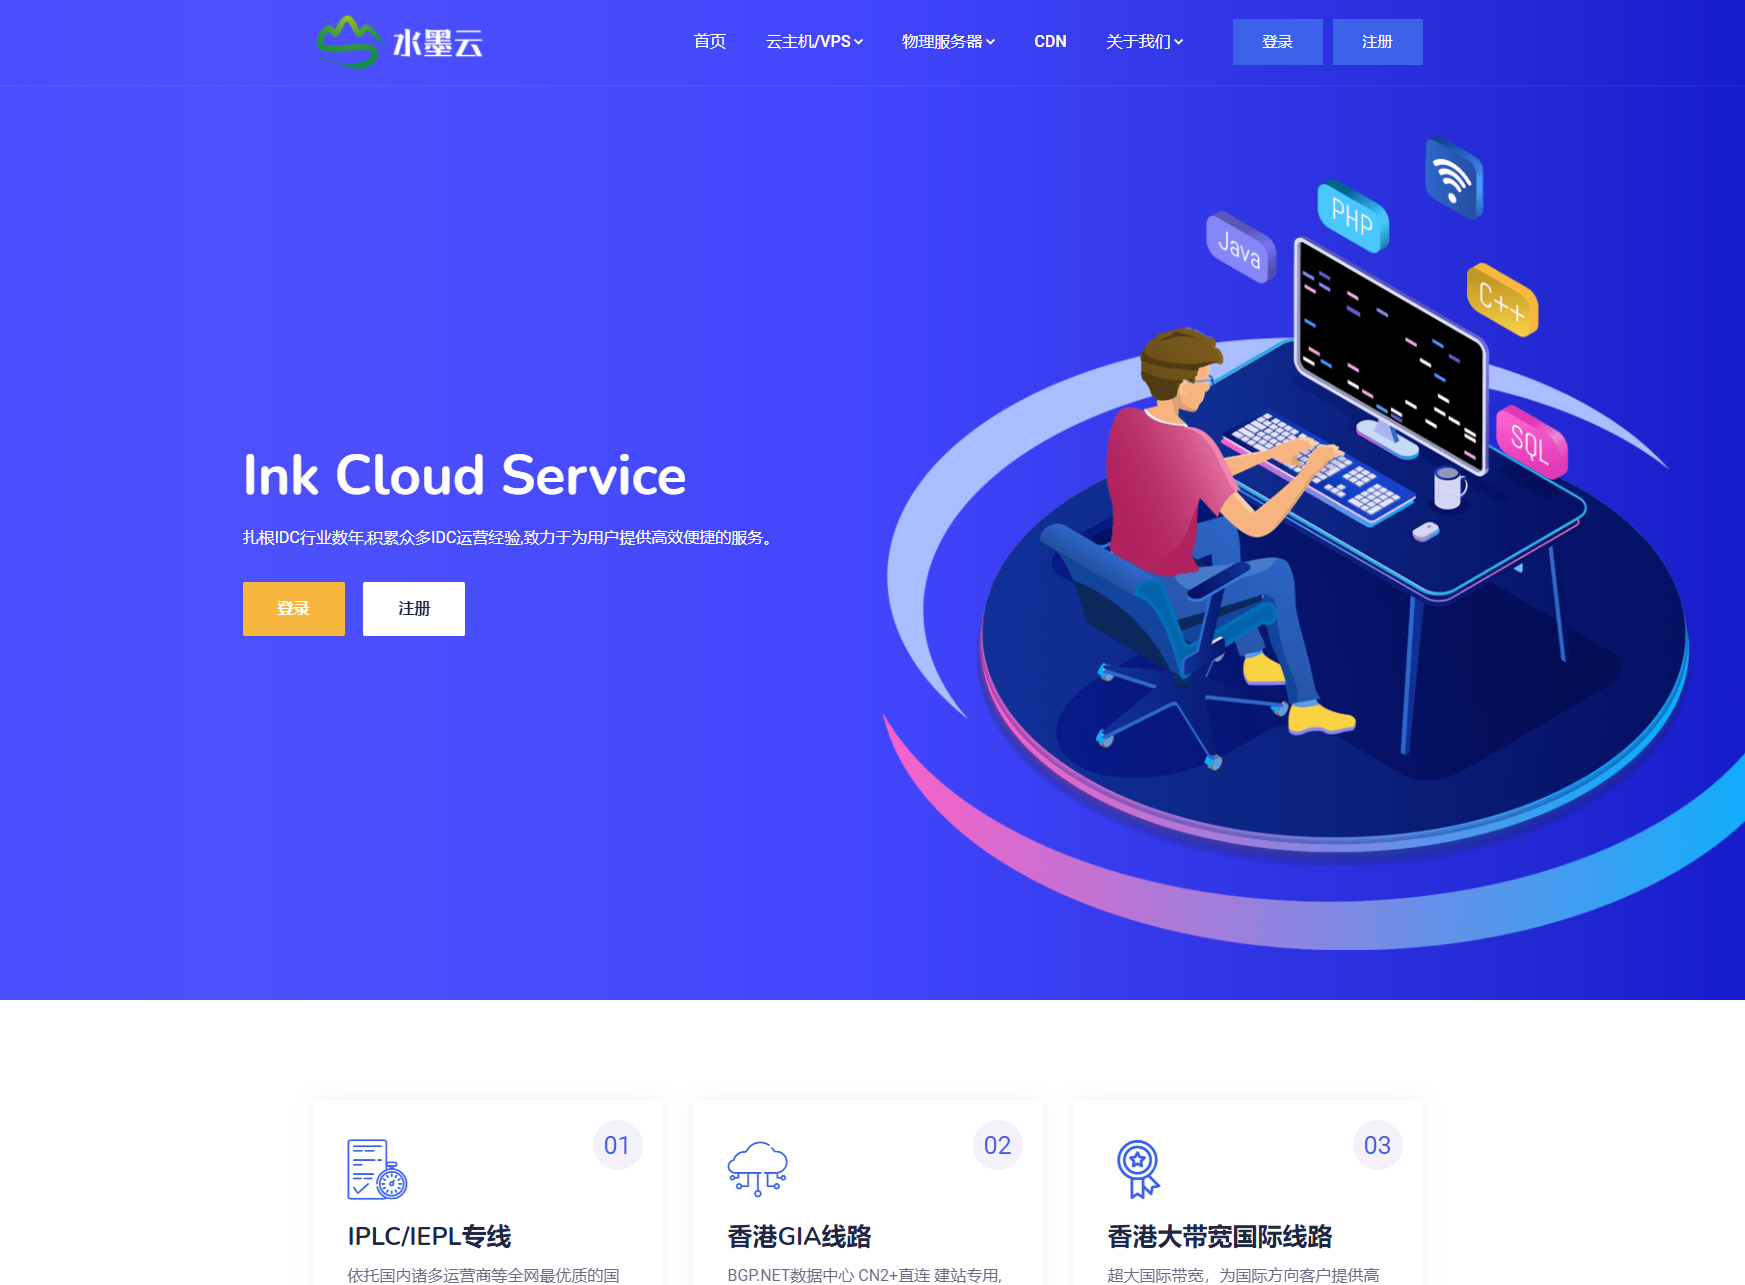 水墨云
首页
云主机/VPS
物理服务器
CDN
关于我们
登录
注册
Java
PHP
C++
SQL
Ink Cloud Service
扎根IDC行业数年,积累众多IDC运营经验,致力于为用户提供高效便捷的服务。
登录
注册
01
IPLC/IEPL专线
依托国内诸多运营商等全网最优质的国
02
香港GIA线路
BGP.NET数据中心 CN2+直连 建站专用,
03
香港大带宽国际线路
超大国际带宽，为国际方向客户提供高